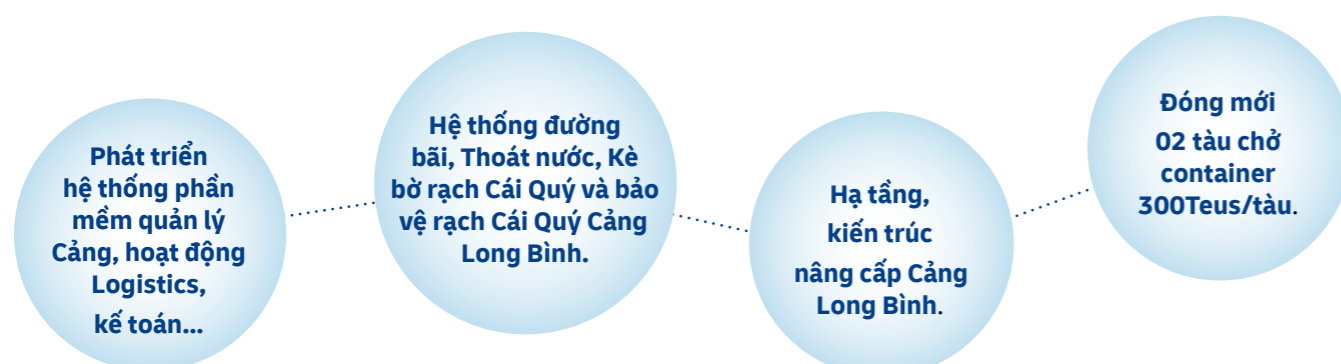 Phát triển
hệ thống phần
mềm quản lý
Cảng, hoạt động
Logistics,
kế toán...
Hệ thống đường
bãi, Thoát nước, Kè
bờ rạch Cái Quý và bảo
vệ rạch Cái Quý Cảng
Long Bình.
Hạ tầng,
kiến trúc
nâng cấp Cảng
Long Bình.
Đóng mới
02 tàu chở
container
300Teus/tàu.